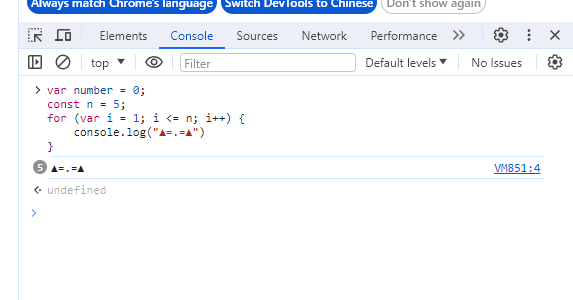 Always match Chrome's language Switch DevTools to Chinese Don't show again
Elements Console Sources Network Performance
top Filter Default levels No Issues
var number = 0;
const n = 5;
for (var i = 1; i <= n; i++) {
console.log("▲=.=▲")
}
5 ▲=.=▲ VM851:4
undefined